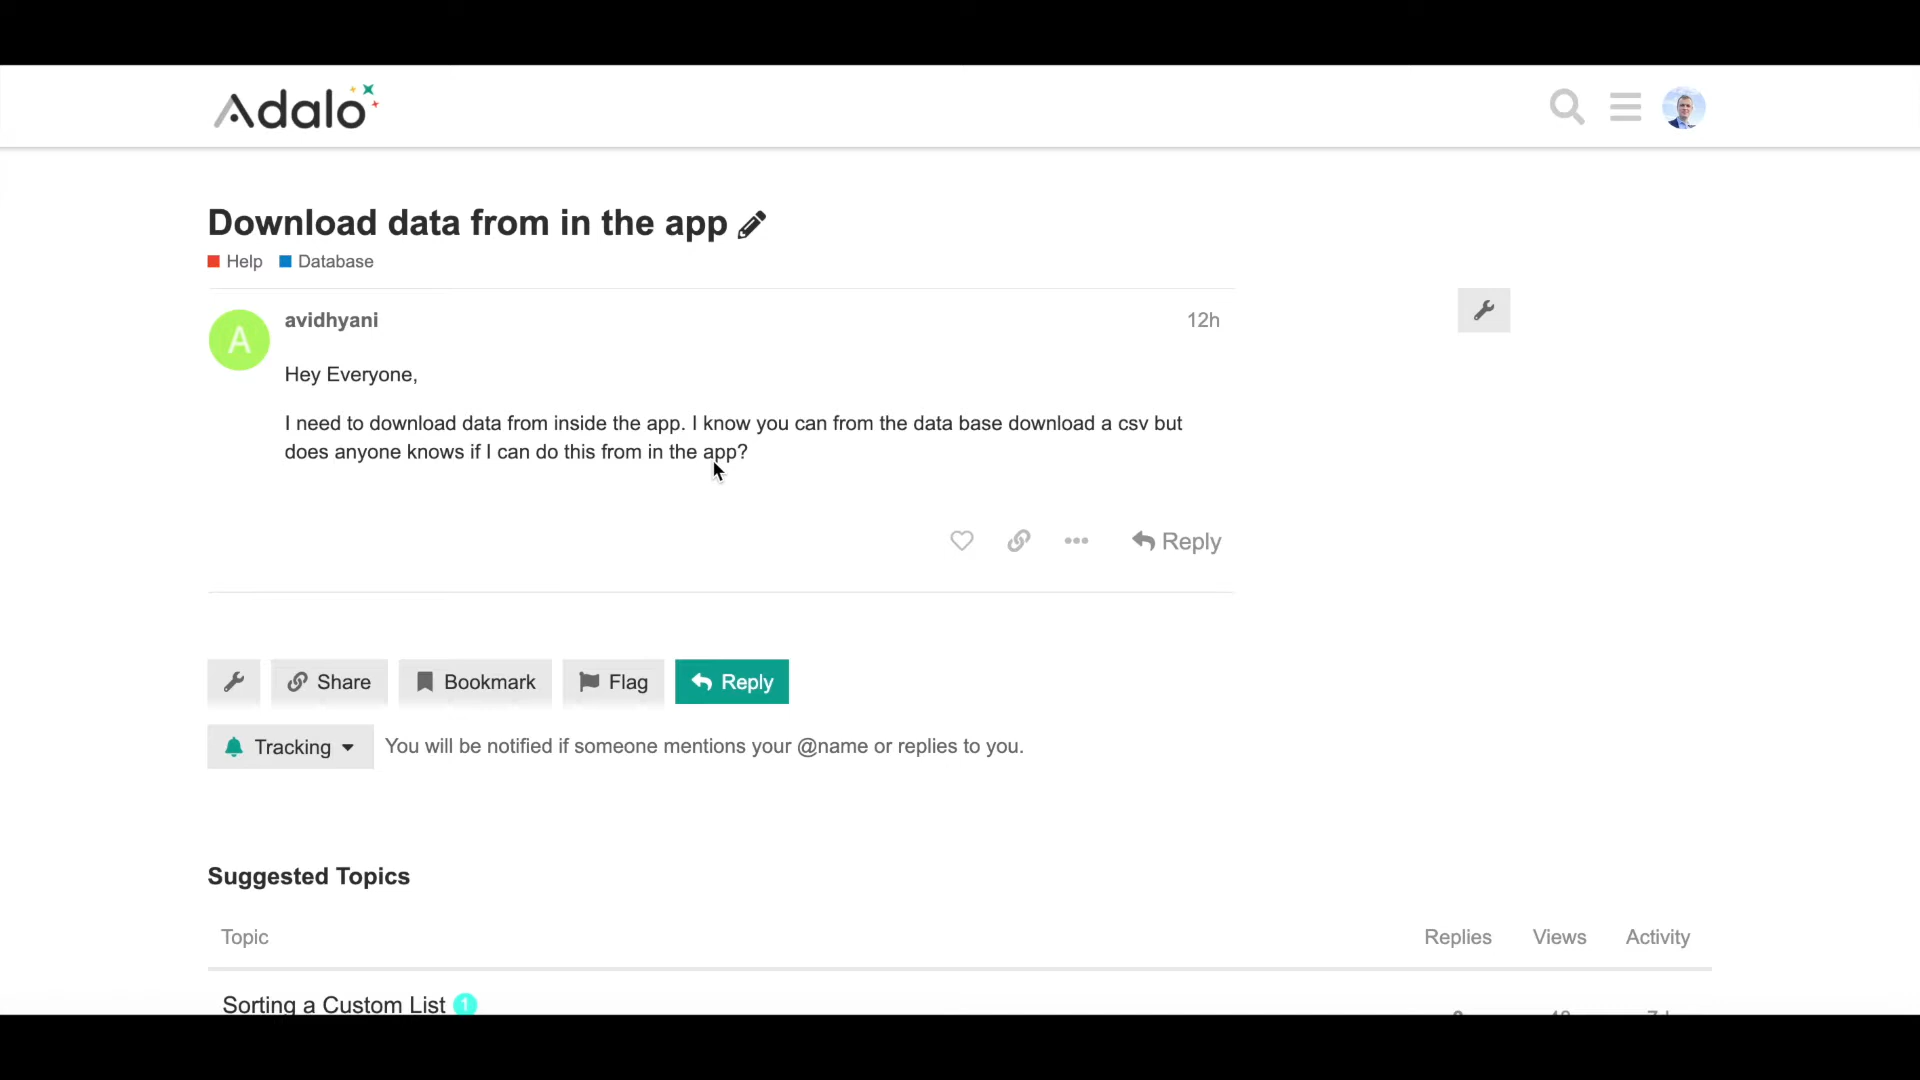 Adalo
Download data from in the app
Help Database
A
avidhyani 12h
Hey Everyone,
I need to download data from inside the app. I know you can from the data base download a csv but
does anyone knows if I can do this from in the app?
Reply
Share Bookmark Flag Reply
Tracking You will be notified if someone mentions your @name or replies to you.
Suggested Topics
Topic Replies Views Activity
Sorting a Custom List 1